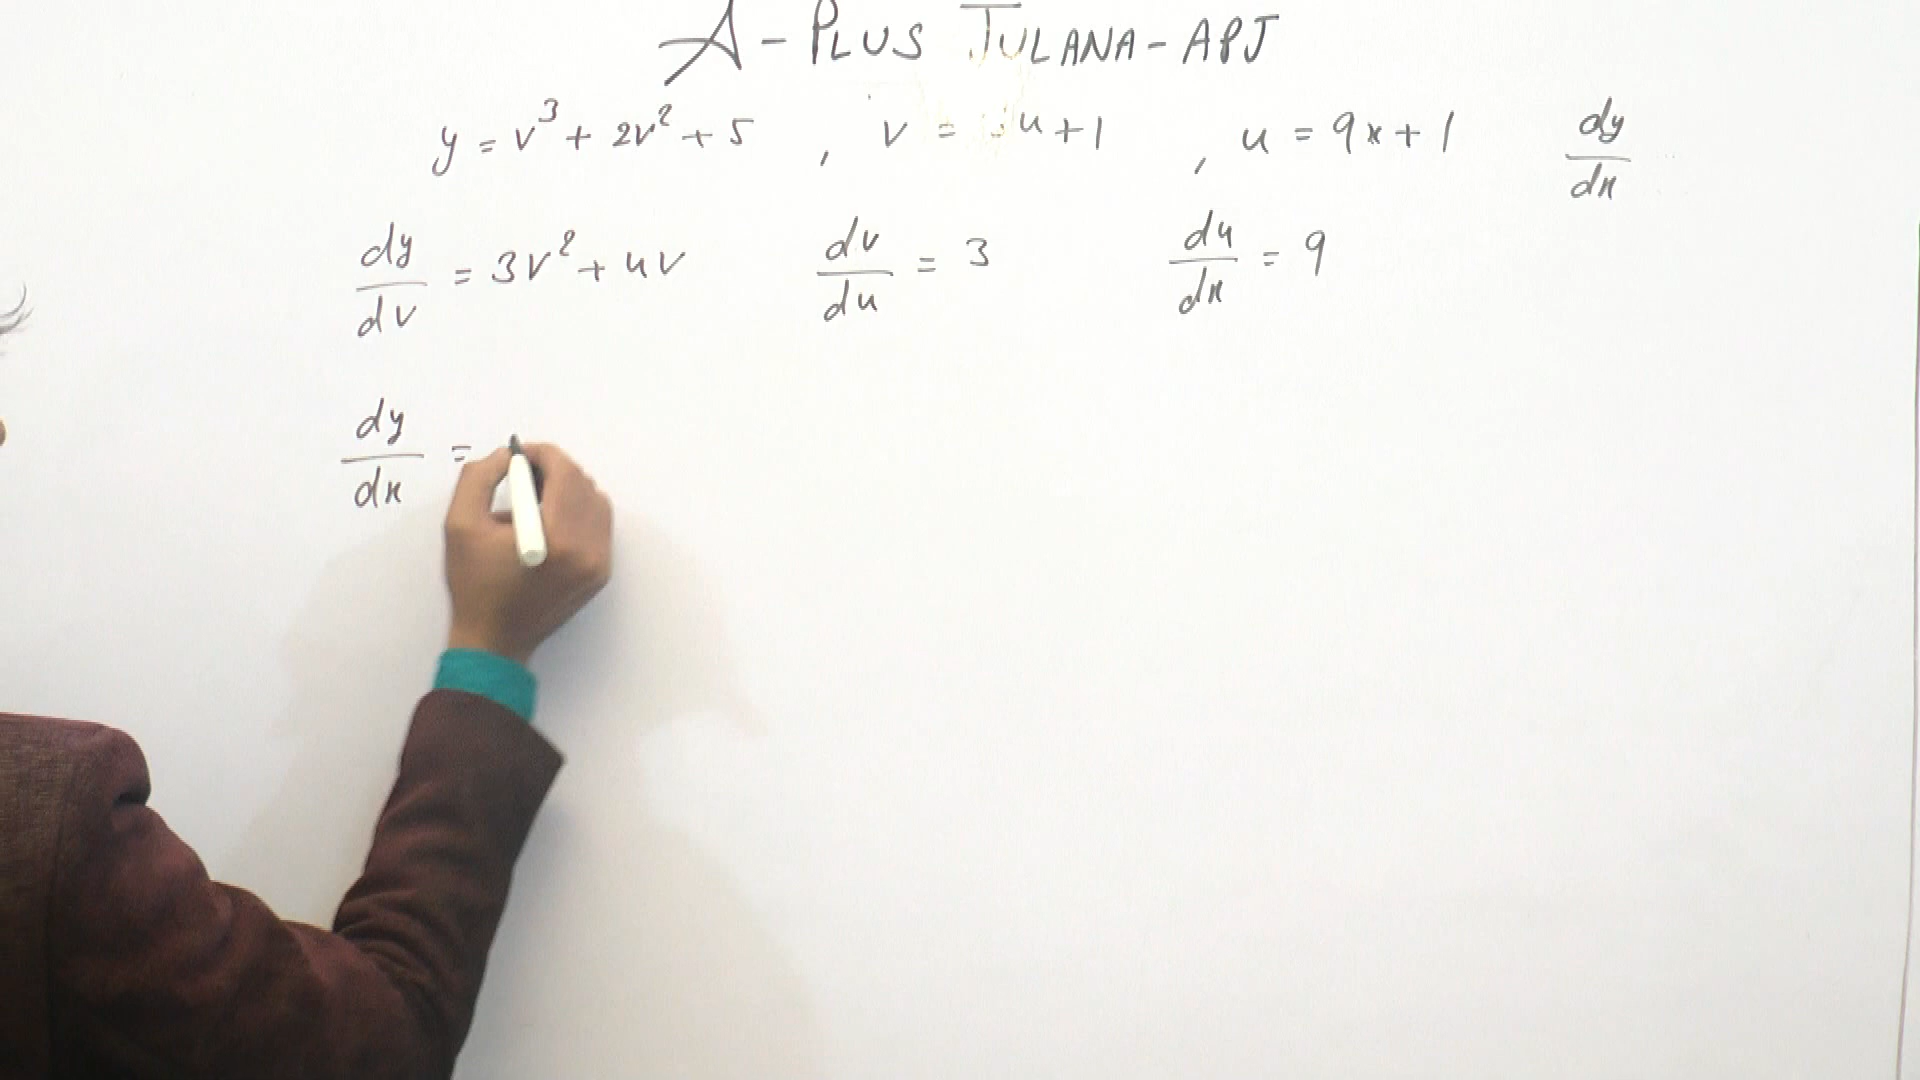 A-PLUS JULANA-APJ
y = v³ + 2v² + 5 , v = u + 1 , u = 9x + 1 dy/dx
dy/dv = 3v² + 4v dv/du = 3 du/dx = 9
dy/dx =